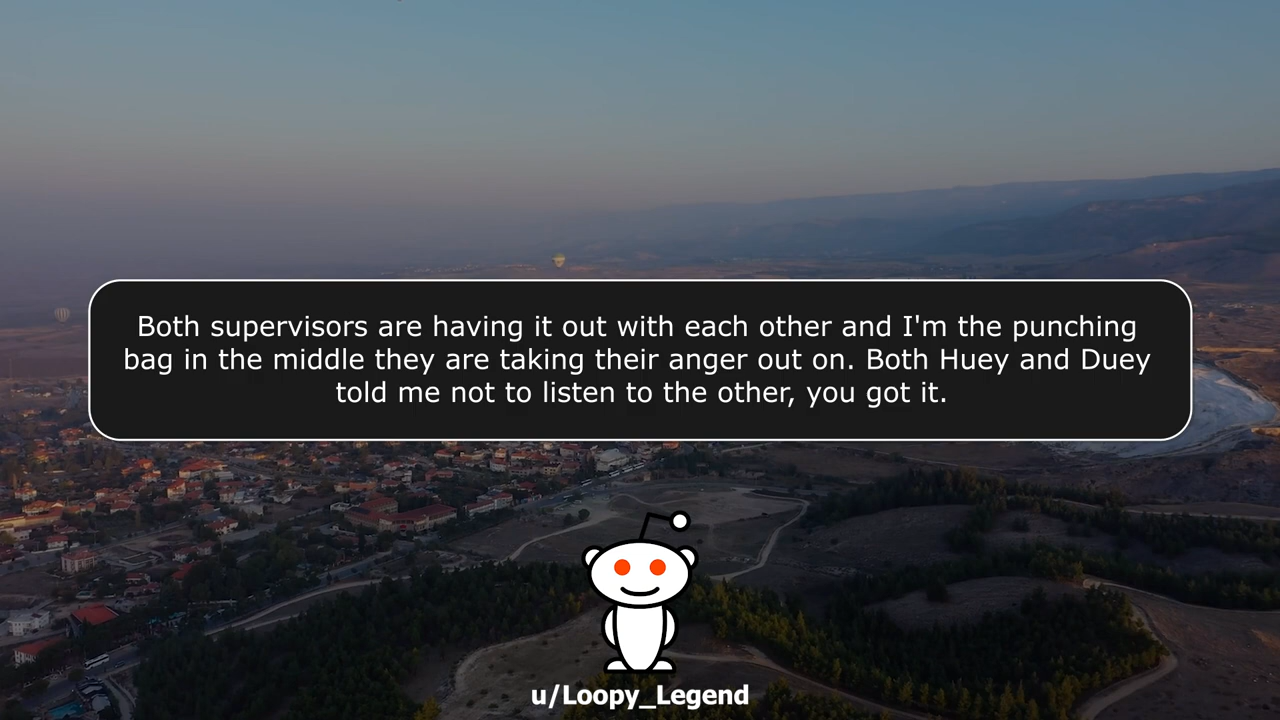 Both supervisors are having it out with each other and I'm the punching
bag in the middle they are taking their anger out on. Both Huey and Duey
told me not to listen to the other, you got it.
u/Loopy_Legend